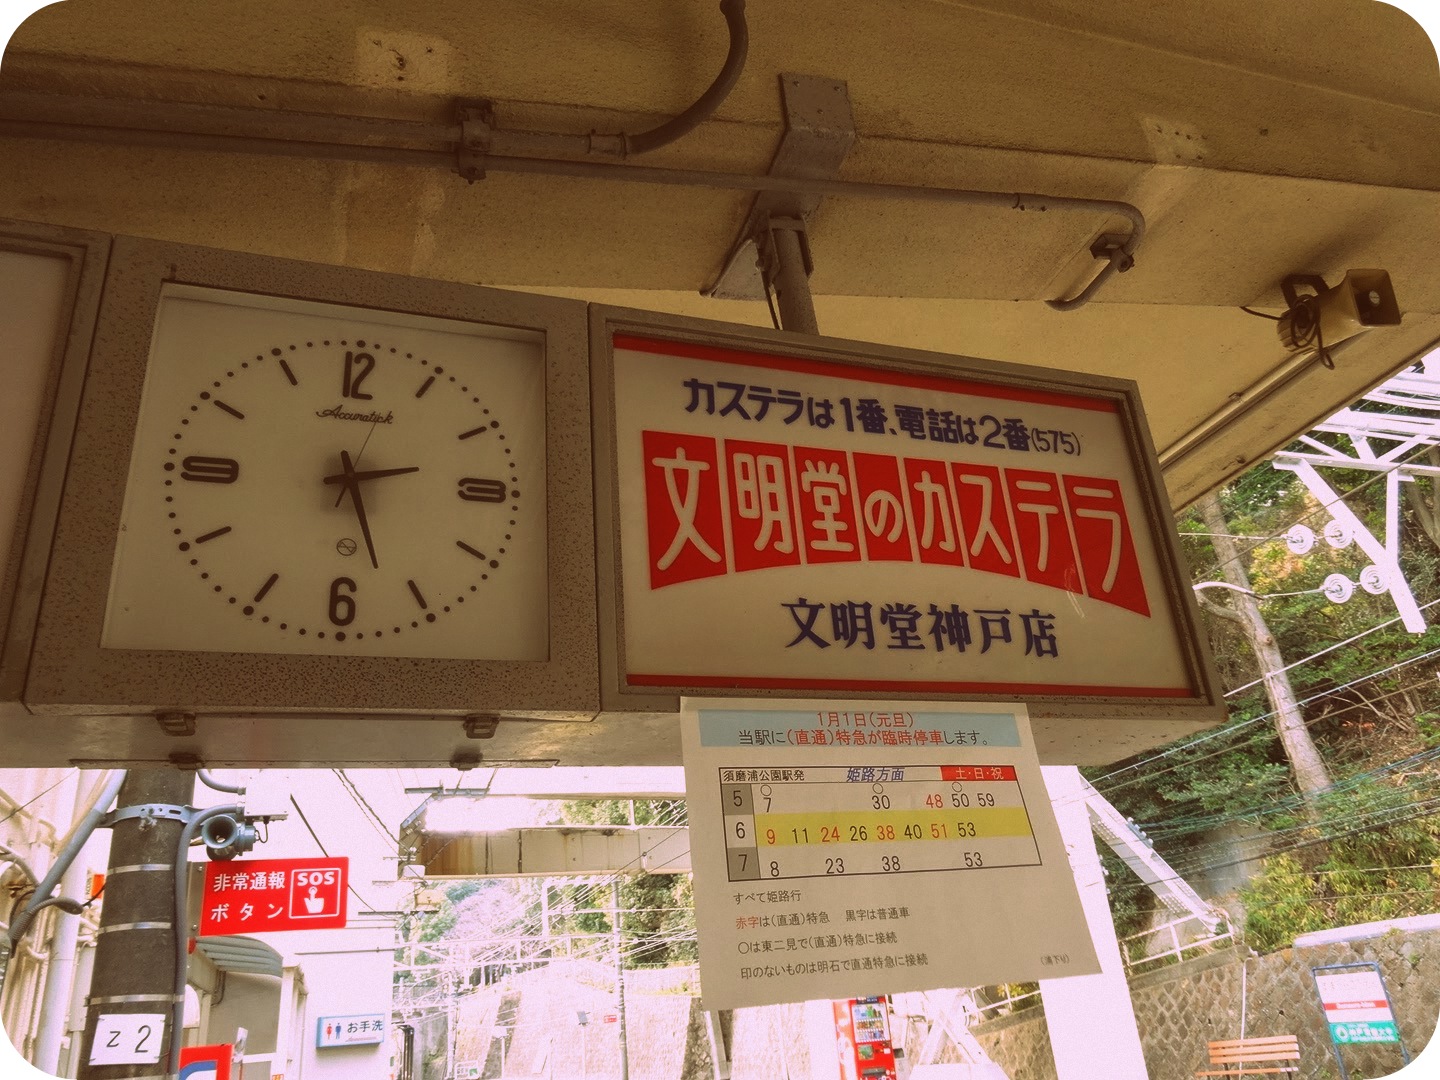 12
Accuratick
9
3
6
カステラは1番、電話は2番(575)
文明堂のカステラ
文明堂神戸店
1月1日(元旦)
当駅に(直通)特急が臨時停車します。
須磨浦公園駅発 姫路方面 土・日・祝
5 7 30 48 50 59
6 9 11 24 26 38 40 51 53
7 8 23 38 53
すべて姫路行
赤字は(直通)特急 黒字は普通車
○は東二見で(直通)特急に接続
印のないものは明石で直通特急に接続
非常通報
ボタン
SOS
お手洗
Z 2